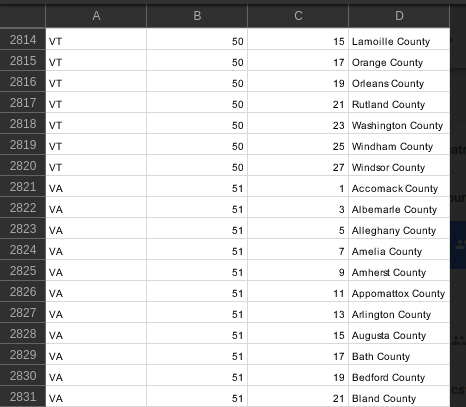 A B C D
2814 VT 50 15 Lamoille County
2815 VT 50 17 Orange County
2816 VT 50 19 Orleans County
2817 VT 50 21 Rutland County
2818 VT 50 23 Washington County
2819 VT 50 25 Windham County
2820 VT 50 27 Windsor County
2821 VA 51 1 Accomack County
2822 VA 51 3 Albemarle County
2823 VA 51 5 Alleghany County
2824 VA 51 7 Amelia County
2825 VA 51 9 Amherst County
2826 VA 51 11 Appomattox County
2827 VA 51 13 Arlington County
2828 VA 51 15 Augusta County
2829 VA 51 17 Bath County
2830 VA 51 19 Bedford County
2831 VA 51 21 Bland County